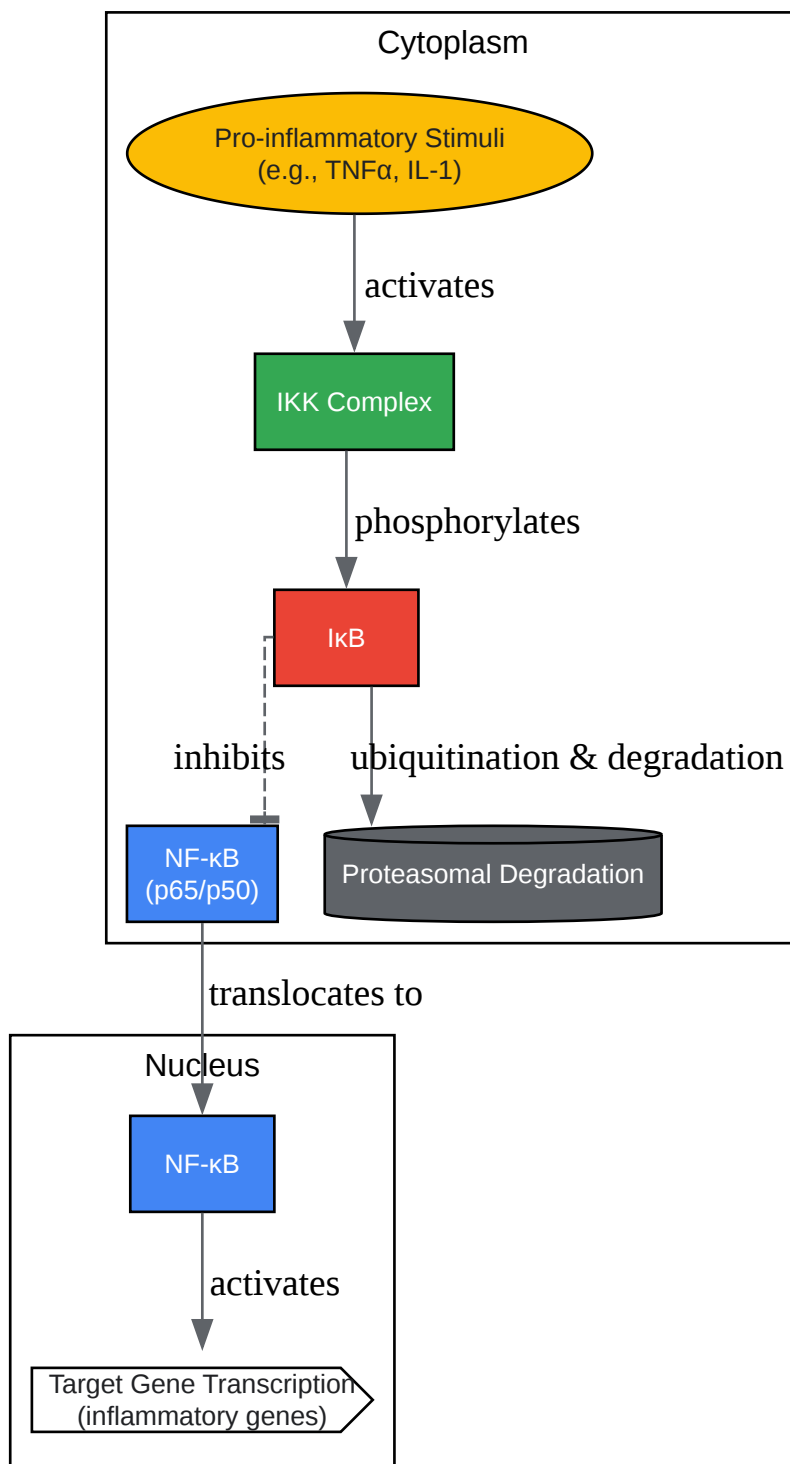 Cytoplasm
Pro-inflammatory Stimuli
(e.g., TNFα, IL-1)
activates
IKK Complex
phosphorylates
IκB
inhibits
ubiquitination & degradation
NF-κB
(p65/p50)
Proteasomal Degradation
translocates to
Nucleus
NF-κB
activates
Target Gene Transcription
(inflammatory genes)